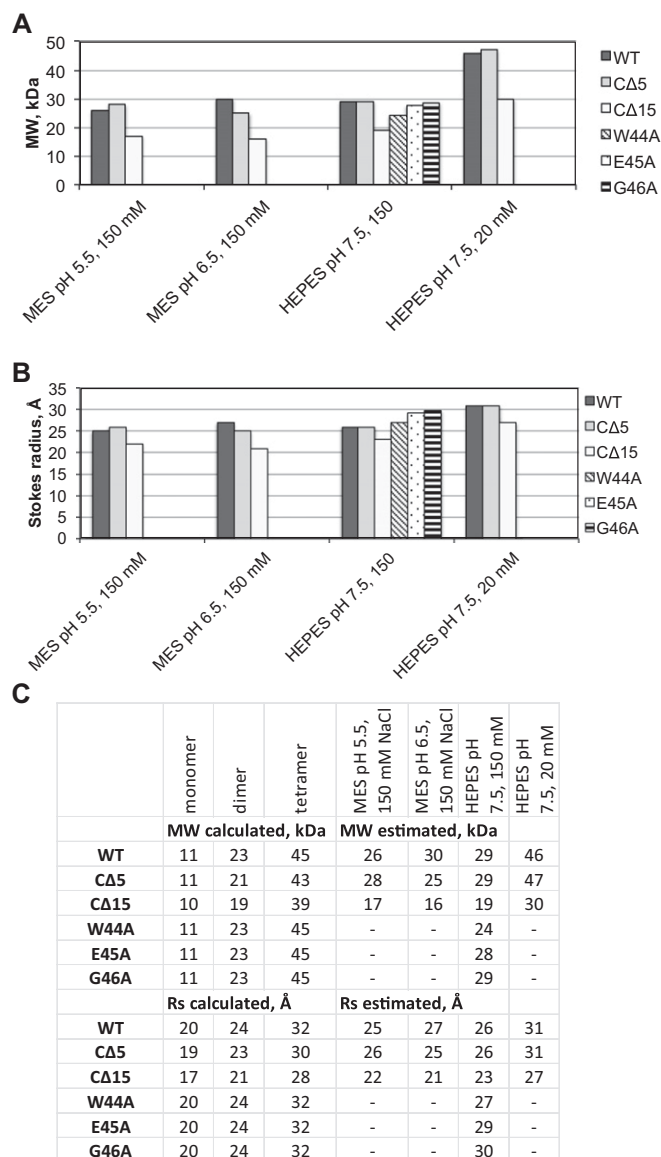 A
MW, kDa
50
40
30
20
10
0
MES pH 5.5, 150 mM
MES pH 6.5, 150 mM
HEPES pH 7.5, 150
HEPES pH 7.5, 20 mM
WT
CΔ5
CΔ15
W44A
E45A
G46A
B
Stokes radius, Å
35
30
25
20
15
10
5
0
MES pH 5.5, 150 mM
MES pH 6.5, 150 mM
HEPES pH 7.5, 150
HEPES pH 7.5, 20 mM
WT
CΔ5
CΔ15
W44A
E45A
G46A
C
monomer
dimer
tetramer
MES pH 5.5,
150 mM NaCl
MES pH 6.5,
150 mM NaCl
HEPES pH
7.5, 150 mM
HEPES pH
7.5, 20 mM
MW calculated, kDa MW estimated, kDa
WT 11 23 45 26 30 29 46
CΔ5 11 21 43 28 25 29 47
CΔ15 10 19 39 17 16 19 30
W44A 11 23 45 - - 24 -
E45A 11 23 45 - - 28 -
G46A 11 23 45 - - 29 -
Rs calculated, Å Rs estimated, Å
WT 20 24 32 25 27 26 31
CΔ5 19 23 30 26 25 26 31
CΔ15 17 21 28 22 21 23 27
W44A 20 24 32 - - 27 -
E45A 20 24 32 - - 29 -
G46A 20 24 32 - - 30 -